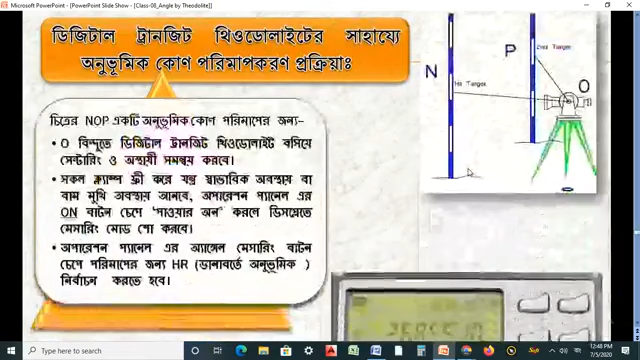 Microsoft PowerPoint - PowerPoint Slide Show - [Class-08_Angle by Theodolite]
ডিজিটাল ট্রানজিট থিওডোলাইটের সাহায্যে
অনুভূমিক কোণ পরিমাপকরণ প্রক্রিয়াঃ
চিত্রের NOP একটি অনুভূমিক কোণ পরিমাপের জন্য-
• O বিন্দুতে ডিজিটাল ট্রানজিট থিওডোলাইট বসিয়ে
সেন্টারিং ও অস্থায়ী সমন্বয় করবে।
• সকল ক্ল্যাম্প ফ্রী করে যন্ত্র স্বাভাবিক অবস্থায় বা
বাম মুখি অবস্থায় আনবে, অপারেশন প্যানেল এর
ON বাটন চেপে 'পাওয়ার অন' করলে ডিসপ্লেতে
মেসারিং মোড শো করবে।
• অপারেশন প্যানেল এর অ্যাঙ্গেল মেসারিং বাটন
চেপে পরিমাপের জন্য HR (ডানাবর্তে অনুভূমিক )
নির্বাচন করতে হবে।
N
P
O
Target
Target
Type here to search
12:48 PM
7/5/2020